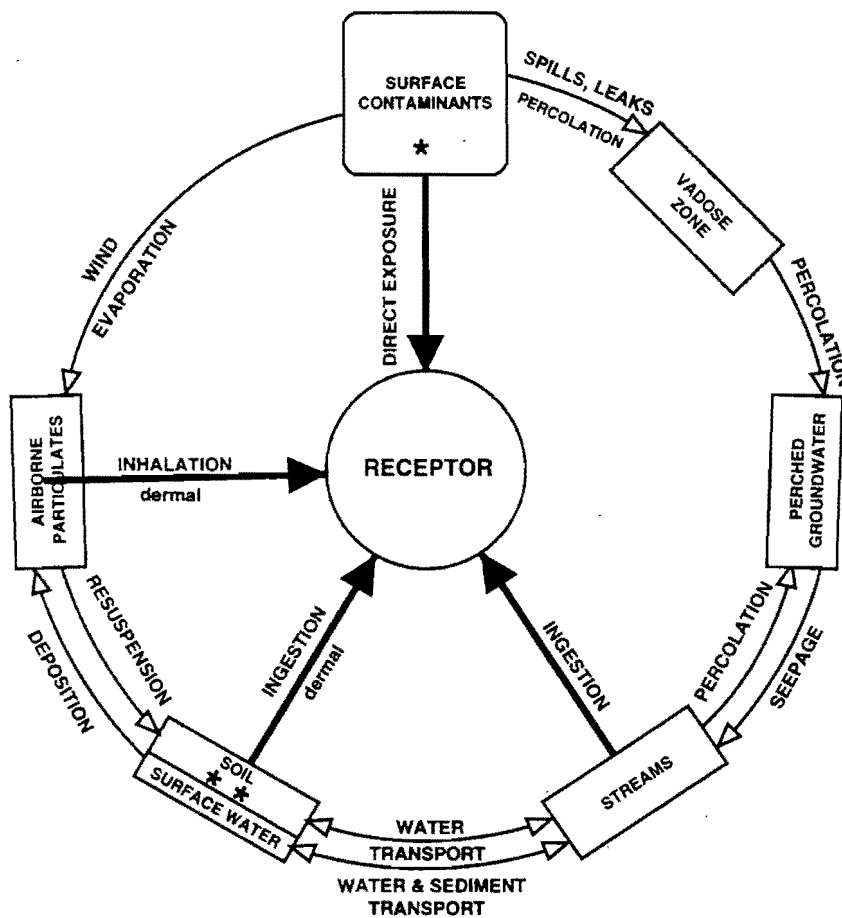 SURFACE
CONTAMINANTS
*
SPILLS, LEAKS
PERCOLATION
VADOSE
ZONE
WIND
EVAPORATION
DIRECT EXPOSURE
PERCOLATION
AIRBORNE
PARTICULATES
INHALATION
dermal
RECEPTOR
PERCHED
GROUNDWATER
RESUSPENSION
DEPOSITION
INGESTION
dermal
INGESTION
PERCOLATION
SEEPAGE
SOIL
* *
SURFACE WATER
STREAMS
WATER
TRANSPORT
WATER & SEDIMENT
TRANSPORT